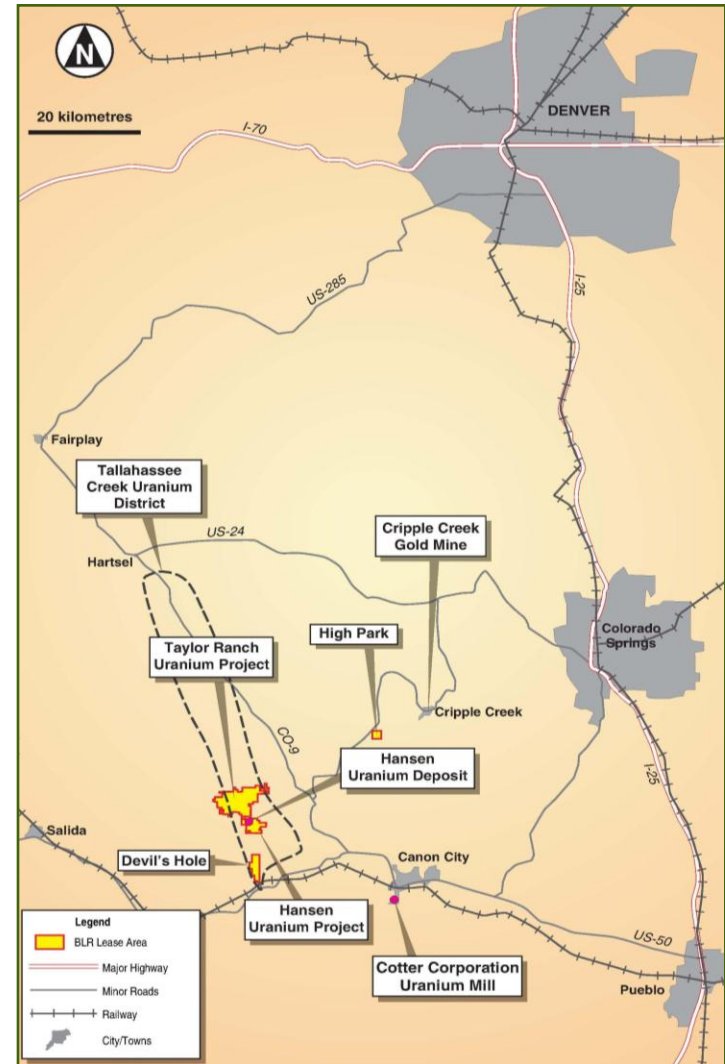 N
20 kilometres
DENVER
I-70
I-25
US-285
Fairplay
Tallahassee
Creek Uranium
District
US-24
Cripple Creek
Gold Mine
Hartsel
Taylor Ranch
Uranium Project
High Park
Colorado
Springs
Cripple Creek
CO-9
Hansen
Uranium Deposit
I-25
Salida
Devil's Hole
Canon City
Hansen
Uranium Project
US-50
Cotter Corporation
Uranium Mill
Pueblo
Legend
BLR Lease Area
Major Highway
Minor Roads
Railway
City/Towns